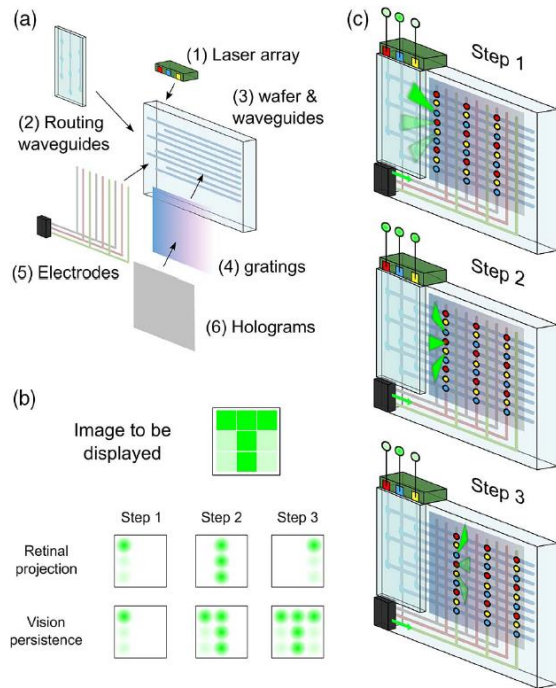 (a)
(1) Laser array
(2) Routing
waveguides
(3) wafer &
waveguides
(4) gratings
(5) Electrodes
(6) Holograms
(b)
Image to be
displayed
Step 1
Step 2
Step 3
Retinal
projection
Vision
persistence
(c)
Step 1
Step 2
Step 3